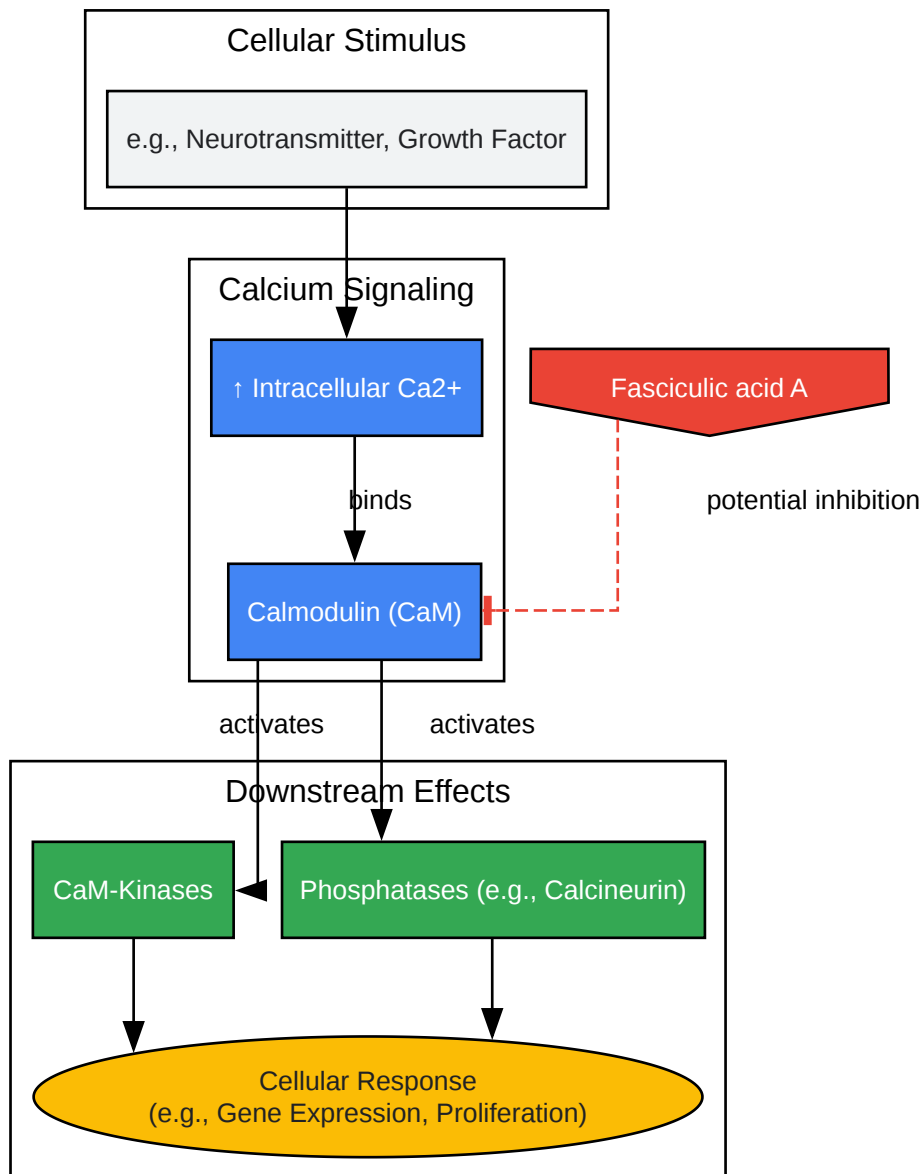 Cellular Stimulus
e.g., Neurotransmitter, Growth Factor
Calcium Signaling
↑ Intracellular Ca2+
Fasciculic acid A
binds
potential inhibition
Calmodulin (CaM)
activates
activates
Downstream Effects
CaM-Kinases
Phosphatases (e.g., Calcineurin)
Cellular Response
(e.g., Gene Expression, Proliferation)